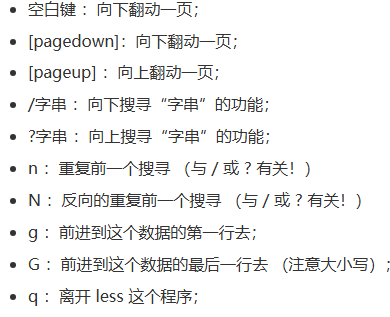 空白键 ：向下翻动一页；
[pagedown]：向下翻动一页；
[pageup] ：向上翻动一页；
/字串 ：向下搜寻“字串”的功能；
?字串 ：向上搜寻“字串”的功能；
n ：重复前一个搜寻 （与 / 或 ? 有关！）
N ：反向的重复前一个搜寻 （与 / 或 ? 有关！）
g ：前进到这个数据的第一行去；
G ：前进到这个数据的最后一行去 （注意大小写）；
q ：离开 less 这个程序；